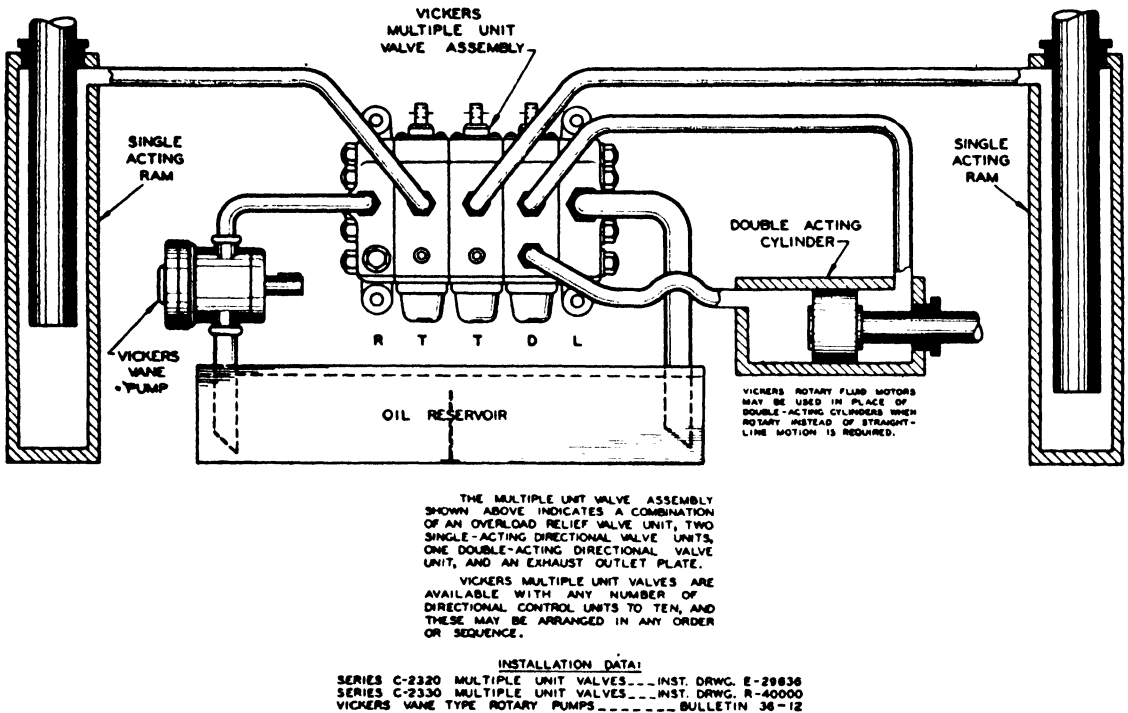 VICKERS
MULTIPLE UNIT
VALVE ASSEMBLY
SINGLE
ACTING
RAM
SINGLE
ACTING
RAM
DOUBLE ACTING
CYLINDER
VICKERS
VANE
PUMP
R T T D L
OIL RESERVOIR
VICKERS ROTARY FLUID MOTORS
MAY BE USED IN PLACE OF
DOUBLE-ACTING CYLINDERS WHEN
ROTARY INSTEAD OF STRAIGHT-
LINE MOTION IS REQUIRED.
THE MULTIPLE UNIT VALVE ASSEMBLY
SHOWN ABOVE INDICATES A COMBINATION
OF AN OVERLOAD RELIEF VALVE UNIT, TWO
SINGLE-ACTING DIRECTIONAL VALVE UNITS,
ONE DOUBLE-ACTING DIRECTIONAL VALVE
UNIT, AND AN EXHAUST OUTLET PLATE.
VICKERS MULTIPLE UNIT VALVES ARE
AVAILABLE WITH ANY NUMBER OF
DIRECTIONAL CONTROL UNITS TO TEN, AND
THESE MAY BE ARRANGED IN ANY ORDER
OR SEQUENCE.
INSTALLATION DATA:
SERIES C-2320 MULTIPLE UNIT VALVES___INST. DRWG. E-29836
SERIES C-2330 MULTIPLE UNIT VALVES___INST. DRWG. R-40000
VICKERS VANE TYPE ROTARY PUMPS________BULLETIN 36-12